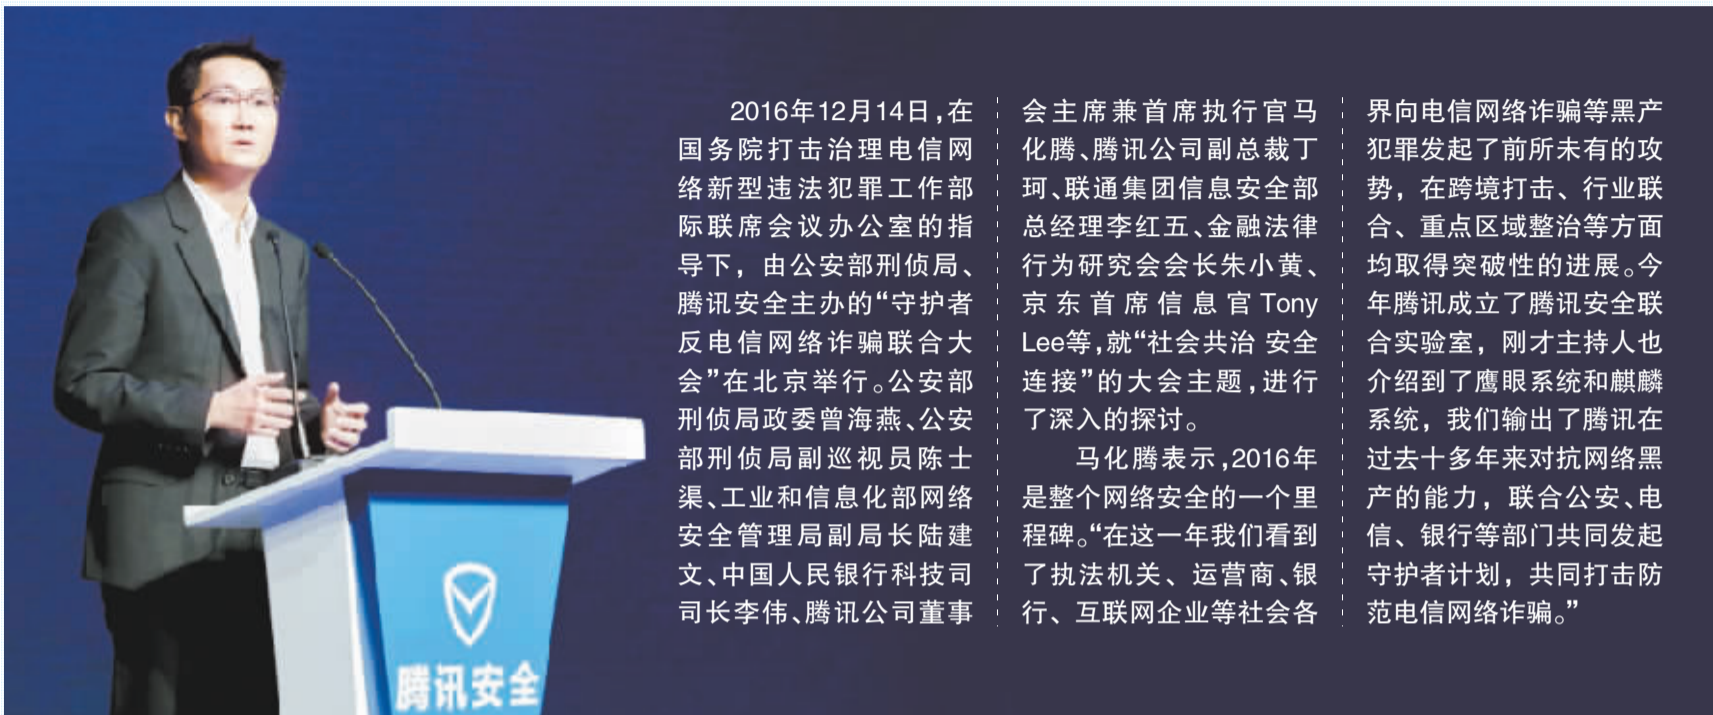 2016年12月14日，在
国务院打击治理电信网
络新型违法犯罪工作部
际联席会议办公室的指
导下，由公安部刑侦局、
腾讯安全主办的“守护者
反电信网络诈骗联合大
会”在北京举行。公安部
刑侦局政委曾海燕、公安
部刑侦局副巡视员陈士
渠、工业和信息化部网络
安全管理局副局长陆建
文、中国人民银行科技司
司长李伟、腾讯公司董事
会主席兼首席执行官马
化腾、腾讯公司副总裁丁
珂、联通集团信息安全部
总经理李红五、金融法律
行为研究会会长朱小黄、
京东首席信息官Tony
Lee等，就“社会共治 安全
连接”的大会主题，进行
了深入的探讨。
马化腾表示，2016年
是整个网络安全的一个里
程碑。“在这一年我们看到
了执法机关、运营商、银
行、互联网企业等社会各
界向电信网络诈骗等黑产
犯罪发起了前所未有的攻
势，在跨境打击、行业联
合、重点区域整治等方面
均取得突破性的进展。今
年腾讯成立了腾讯安全联
合实验室，刚才主持人也
介绍到了鹰眼系统和麒麟
系统，我们输出了腾讯在
过去十多年来对抗网络黑
产的能力，联合公安、电
信、银行等部门共同发起
守护者计划，共同打击防
范电信网络诈骗。”
腾讯安全